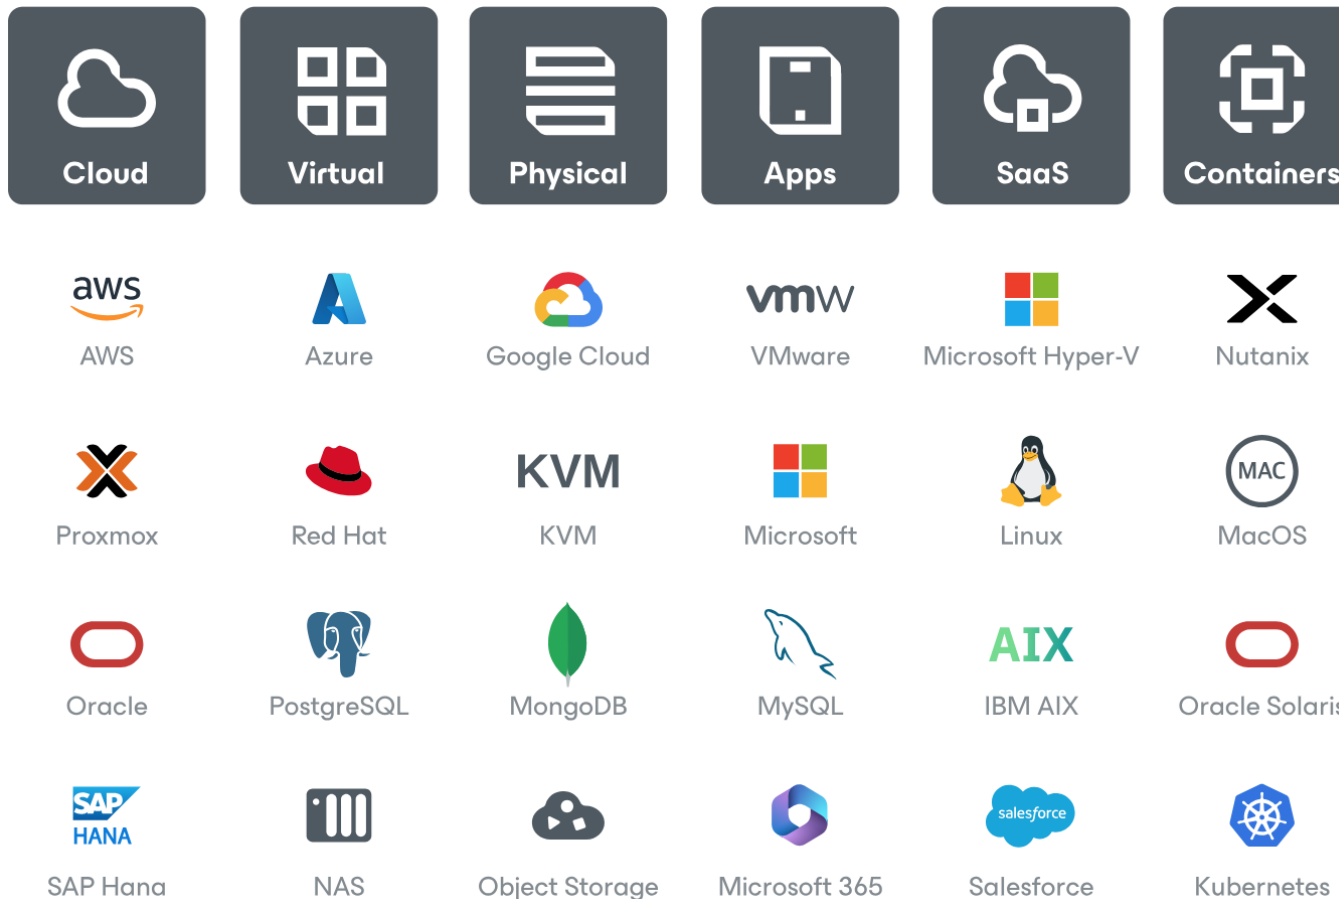 Cloud Virtual Physical Apps SaaS Containers
aws vmw
AWS Azure Google Cloud VMware Microsoft Hyper-V Nutanix
KVM MAC
Proxmox Red Hat KVM Microsoft Linux MacOS
AIX
Oracle PostgreSQL MongoDB MySQL IBM AIX Oracle Solaris
SAP salesforce
HANA
SAP Hana NAS Object Storage Microsoft 365 Salesforce Kubernetes